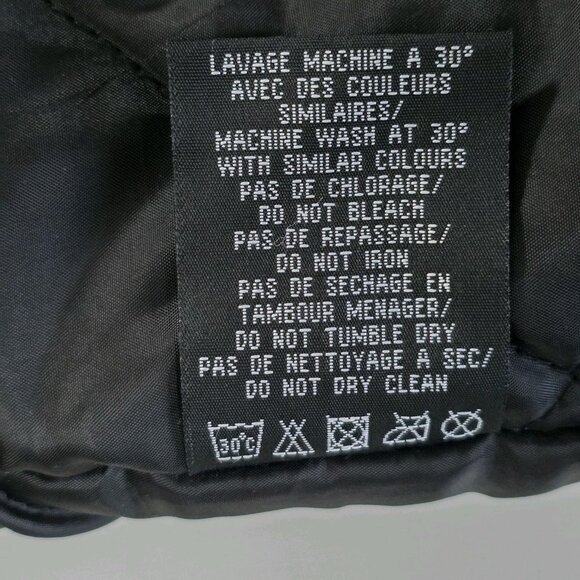 LAVAGE MACHINE A 30°
AVEC DES COULEURS
SIMILAIRES/
MACHINE WASH AT 30°
WITH SIMILAR COLOURS
PAS DE CHLORAGE/
DO NOT BLEACH
PAS DE REPASSAGE/
DO NOT IRON
PAS DE SECHAGE EN
TAMBOUR MENAGER/
DO NOT TUMBLE DRY
PAS DE NETTOYAGE A SEC/
DO NOT DRY CLEAN
30°C